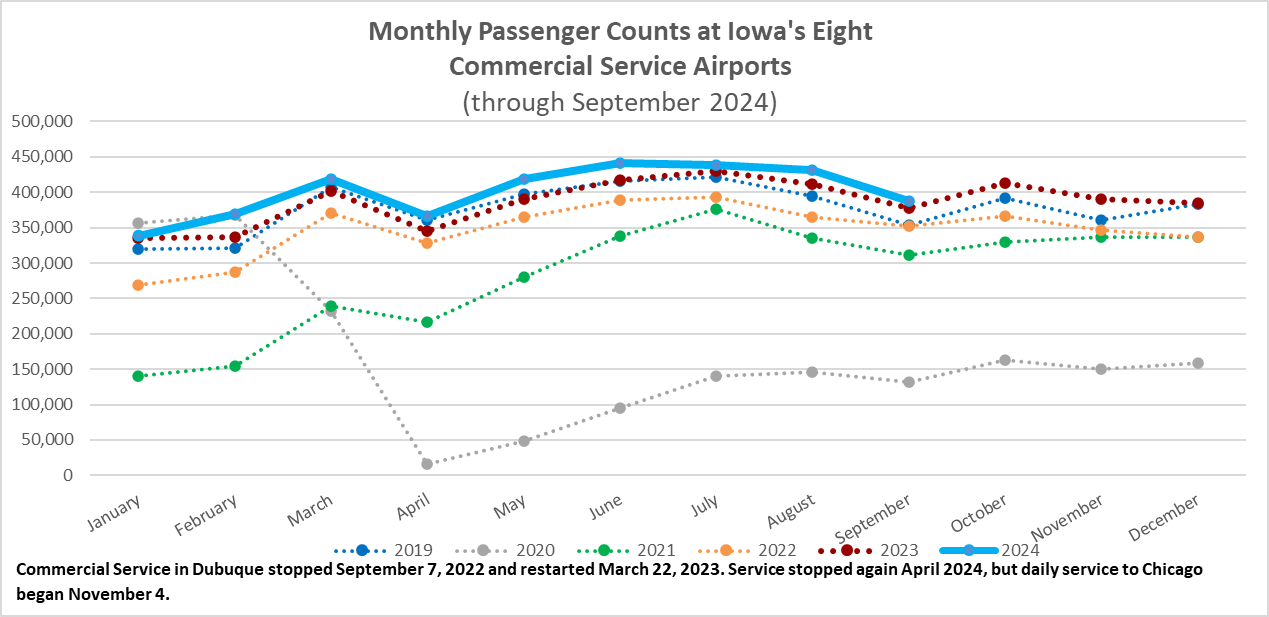 Monthly Passenger Counts at Iowa's Eight
Commercial Service Airports
(through September 2024)
500,000
450,000
400,000
350,000
300,000
250,000
200,000
150,000
100,000
50,000
0
January
February
March
April
May
June
July
August
September
October
November
December
2019
2020
2021
2022
2023
2024
Commercial Service in Dubuque stopped September 7, 2022 and restarted March 22, 2023. Service stopped again April 2024, but daily service to Chicago
began November 4.